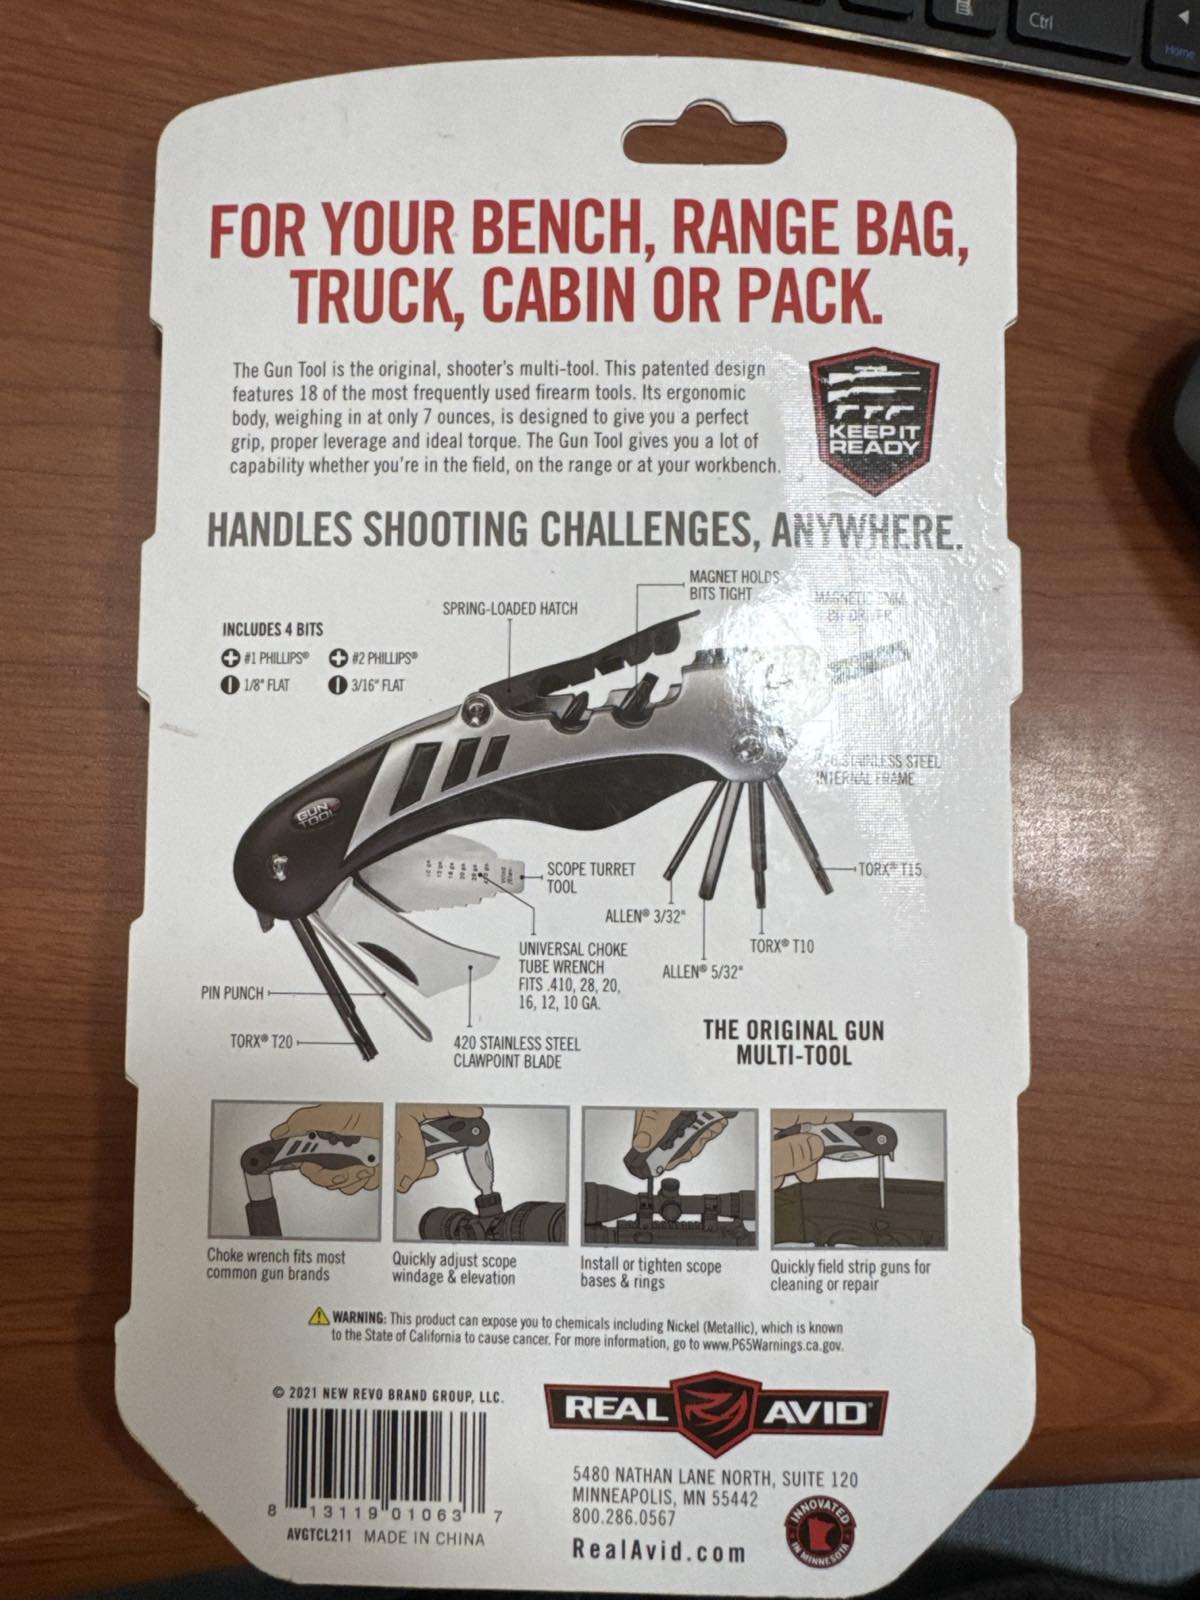 Ctrl
Home
FOR YOUR BENCH, RANGE BAG,
TRUCK, CABIN OR PACK.
The Gun Tool is the original, shooter's multi-tool. This patented design
features 18 of the most frequently used firearm tools. Its ergonomic
body, weighing in at only 7 ounces, is designed to give you a perfect
grip, proper leverage and ideal torque. The Gun Tool gives you a lot of
capability whether you're in the field, on the range or at your workbench.
KEEP IT
READY
HANDLES SHOOTING CHALLENGES, ANYWHERE.
MAGNET HOLDS
BITS TIGHT
SPRING-LOADED HATCH
MAGNETIC
INCLUDES 4 BITS
#1 PHILLIPS®
#2 PHILLIPS®
1/8" FLAT
3/16" FLAT
STAINLESS STEEL
INTERNAL FRAME
GUN
TOOL
SCOPE TURRET
TOOL
TORX® T15
ALLEN® 3/32"
TORX® T10
ALLEN® 5/32"
UNIVERSAL CHOKE
TUBE WRENCH
FITS .410, 28, 20,
16, 12, 10 GA.
PIN PUNCH
TORX® T20
420 STAINLESS STEEL
CLAWPOINT BLADE
THE ORIGINAL GUN
MULTI-TOOL
Choke wrench fits most
common gun brands
Quickly adjust scope
windage & elevation
Install or tighten scope
bases & rings
Quickly field strip guns for
cleaning or repair
WARNING: This product can expose you to chemicals including Nickel (Metallic), which is known
to the State of California to cause cancer. For more information, go to www.P65Warnings.ca.gov.
© 2021 NEW REVO BRAND GROUP, LLC.
8 13119 01063 7
AVGTCL211 MADE IN CHINA
REAL AVID®
5480 NATHAN LANE NORTH, SUITE 120
MINNEAPOLIS, MN 55442
800.286.0567
RealAvid.com
INNOVATED
IN MINNESOTA